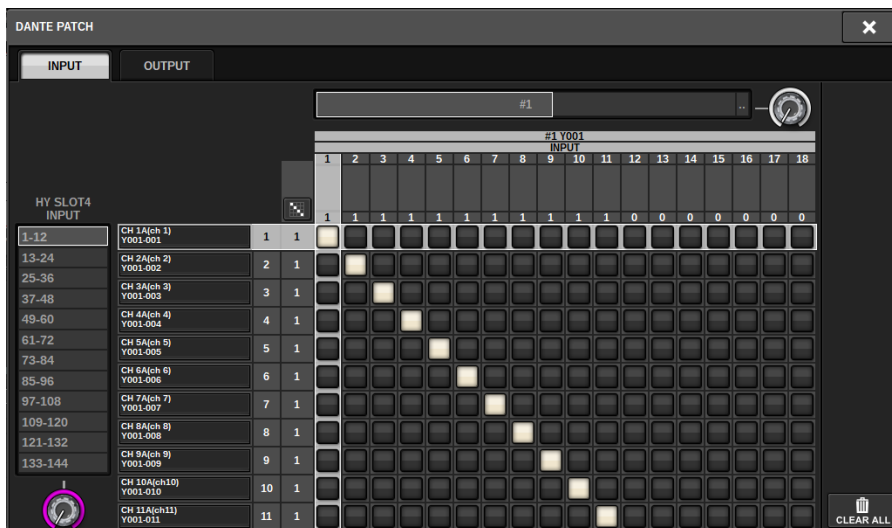 DANTE PATCH
INPUT OUTPUT
#1 ..
#1 Y001
INPUT
1 2 3 4 5 6 7 8 9 10 11 12 13 14 15 16 17 18
HY SLOT4
INPUT
1 1 1 1 1 1 1 1 1 1 1 0 0 0 0 0 0 0
1-12
13-24
25-36
37-48
49-60
61-72
73-84
85-96
97-108
109-120
121-132
133-144
CH 1A(ch 1)
Y001-001
1 1
CH 2A(ch 2)
Y001-002
2 1
CH 3A(ch 3)
Y001-003
3 1
CH 4A(ch 4)
Y001-004
4 1
CH 5A(ch 5)
Y001-005
5 1
CH 6A(ch 6)
Y001-006
6 1
CH 7A(ch 7)
Y001-007
7 1
CH 8A(ch 8)
Y001-008
8 1
CH 9A(ch 9)
Y001-009
9 1
CH 10A(ch10)
Y001-010
10 1
CH 11A(ch11)
Y001-011
11 1
CLEAR ALL